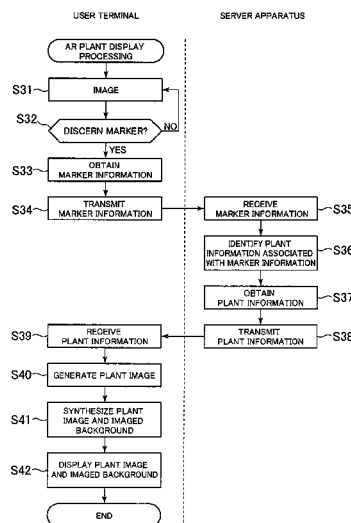 USER TERMINAL
SERVER APPARATUS
AR PLANT DISPLAY
PROCESSING
S31
IMAGE
S32
DISCERN MARKER?
NO
YES
S33
OBTAIN
MARKER INFORMATION
S34
TRANSMIT
MARKER INFORMATION
RECEIVE
MARKER INFORMATION
S35
IDENTIFY PLANT
INFORMATION ASSOCIATED
WITH MARKER INFORMATION
S36
OBTAIN
PLANT INFORMATION
S37
TRANSMIT
PLANT INFORMATION
S38
S39
RECEIVE
PLANT INFORMATION
S40
GENERATE PLANT IMAGE
S41
SYNTHESIZE PLANT
IMAGE AND IMAGED
BACKGROUND
S42
DISPLAY PLANT IMAGE
AND IMAGED BACKGROUND
END